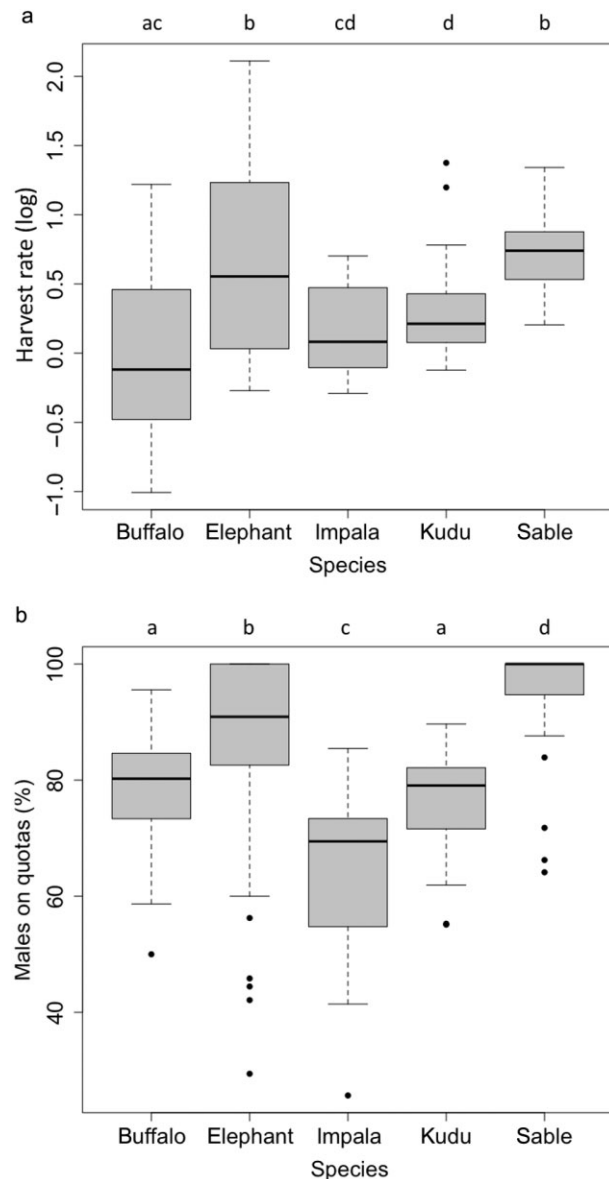 a
ac b cd d b
Harvest rate (log)
2.0
1.5
1.0
0.5
0.0
−0.5
−1.0
Buffalo Elephant Impala Kudu Sable
Species
b
a b c a d
Males on quotas (%)
100
80
60
40
Buffalo Elephant Impala Kudu Sable
Species